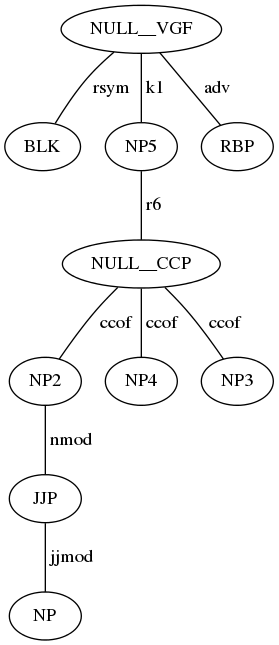 NULL__VGF
rsym k1 adv
BLK NP5 RBP
r6
NULL__CCP
ccof ccof ccof
NP2 NP4 NP3
nmod
JJP
jjmod
NP